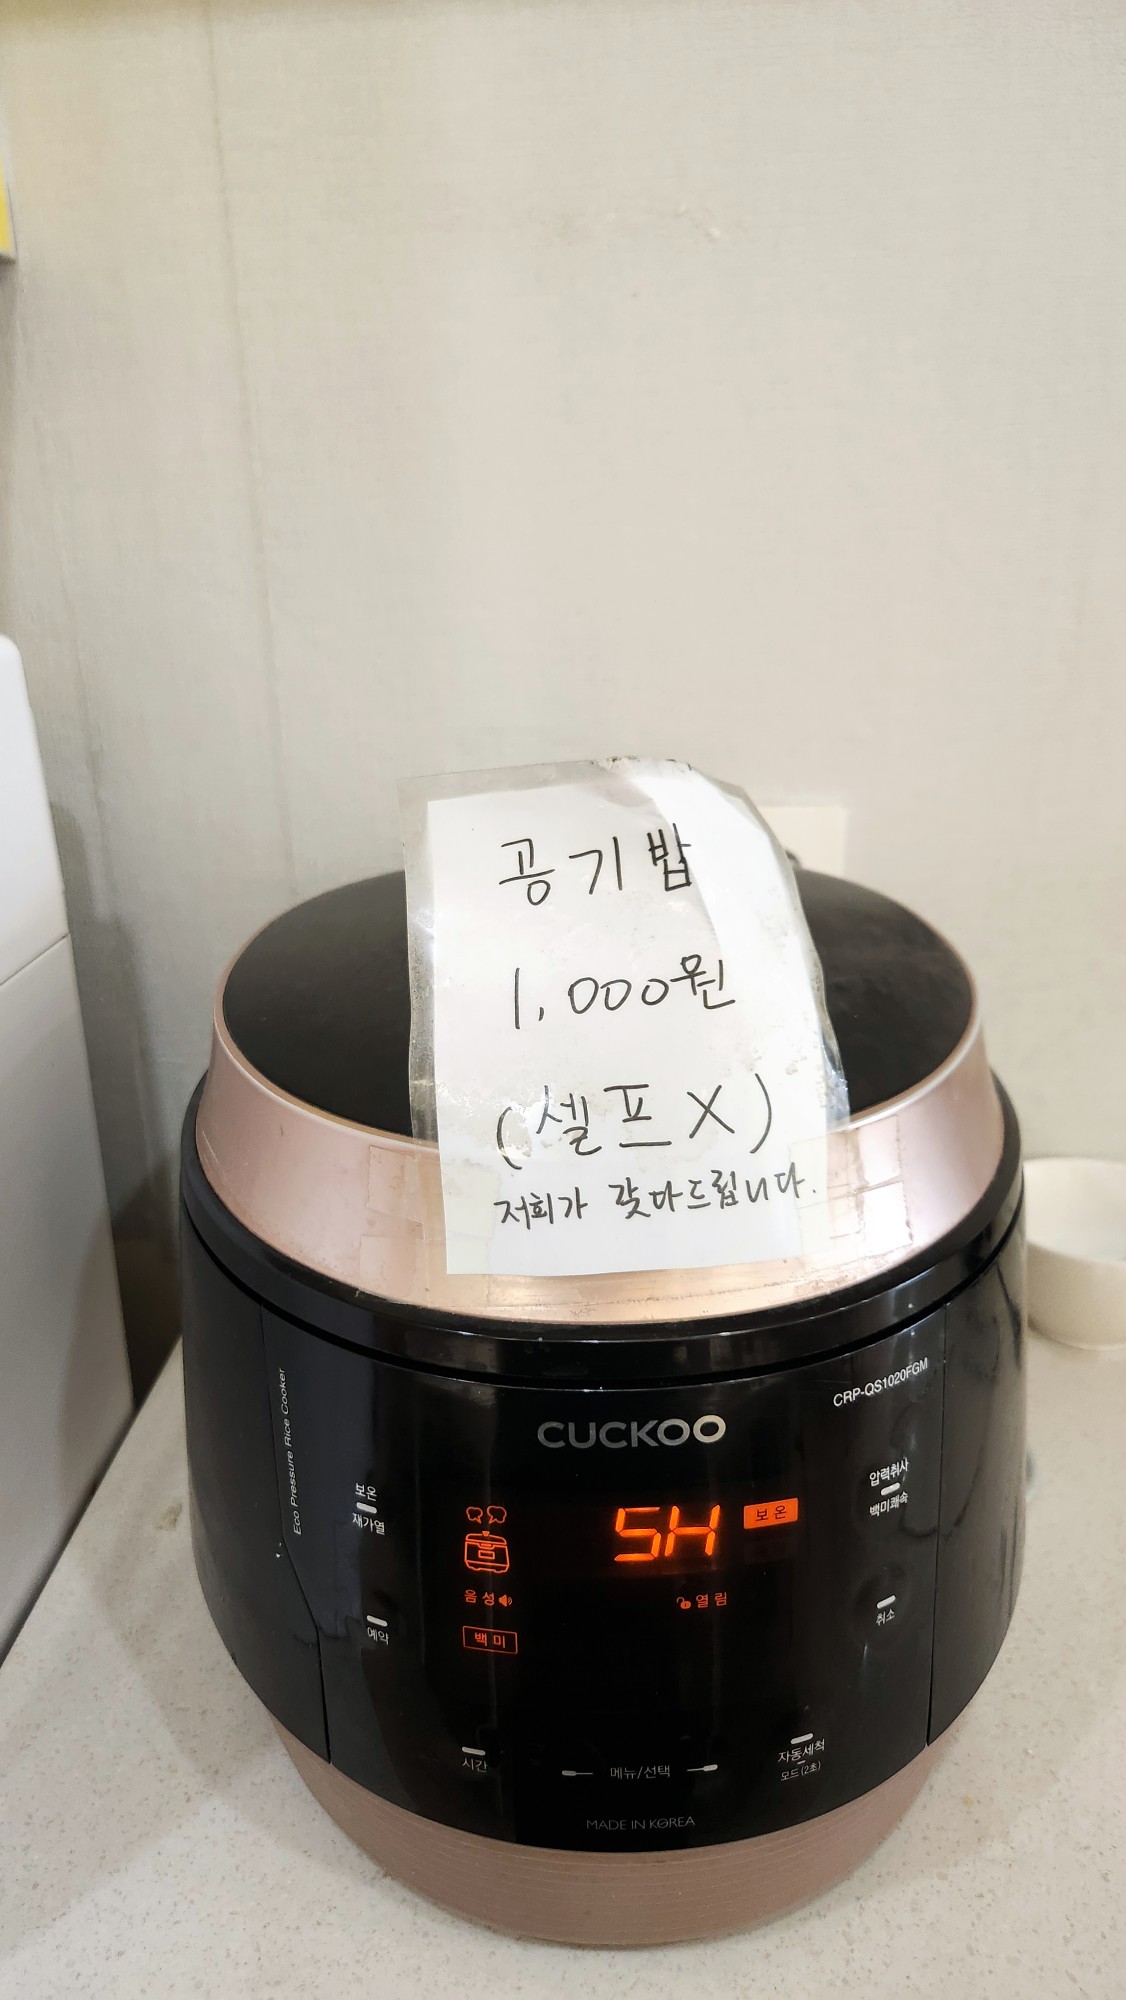 공기밥
1,000원
(셀프X)
저희가 갖다드립니다.
CRP-QS1020FGM
CUCKOO
Eco Pressure Rice Cooker
보온
재가열
5H
보온
압력취사
백미쾌속
음성
열림
취소
예약
백미
시간
메뉴/선택
자동세척
모드(2초)
MADE IN KOREA